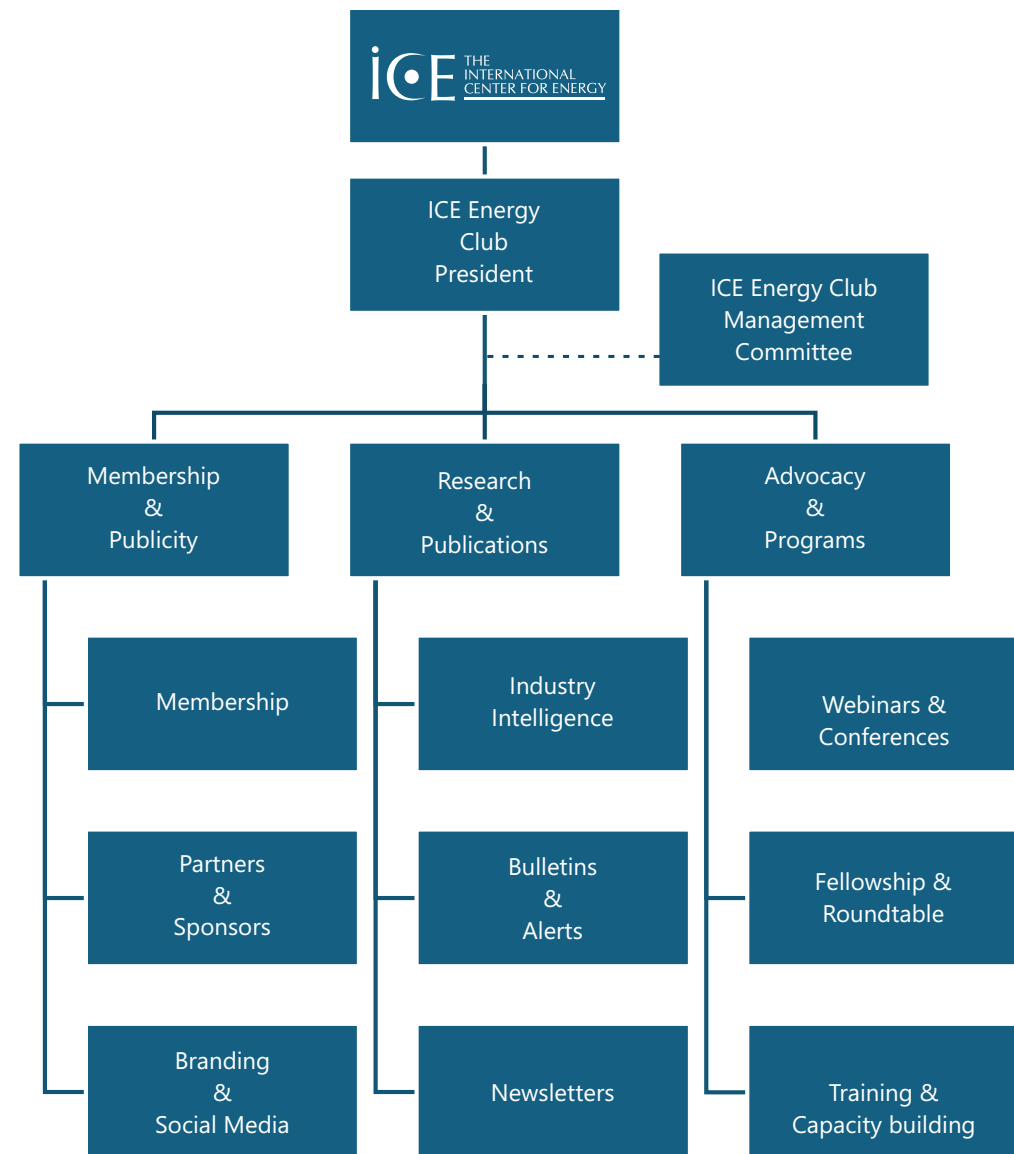 ICE
THE
INTERNATIONAL
CENTER FOR ENERGY
ICE Energy
Club
President
ICE Energy Club
Management
Committee
Membership
&
Publicity
Research
&
Publications
Advocacy
&
Programs
Membership
Industry
Intelligence
Webinars &
Conferences
Partners
&
Sponsors
Bulletins
&
Alerts
Fellowship &
Roundtable
Branding
&
Social Media
Newsletters
Training &
Capacity building